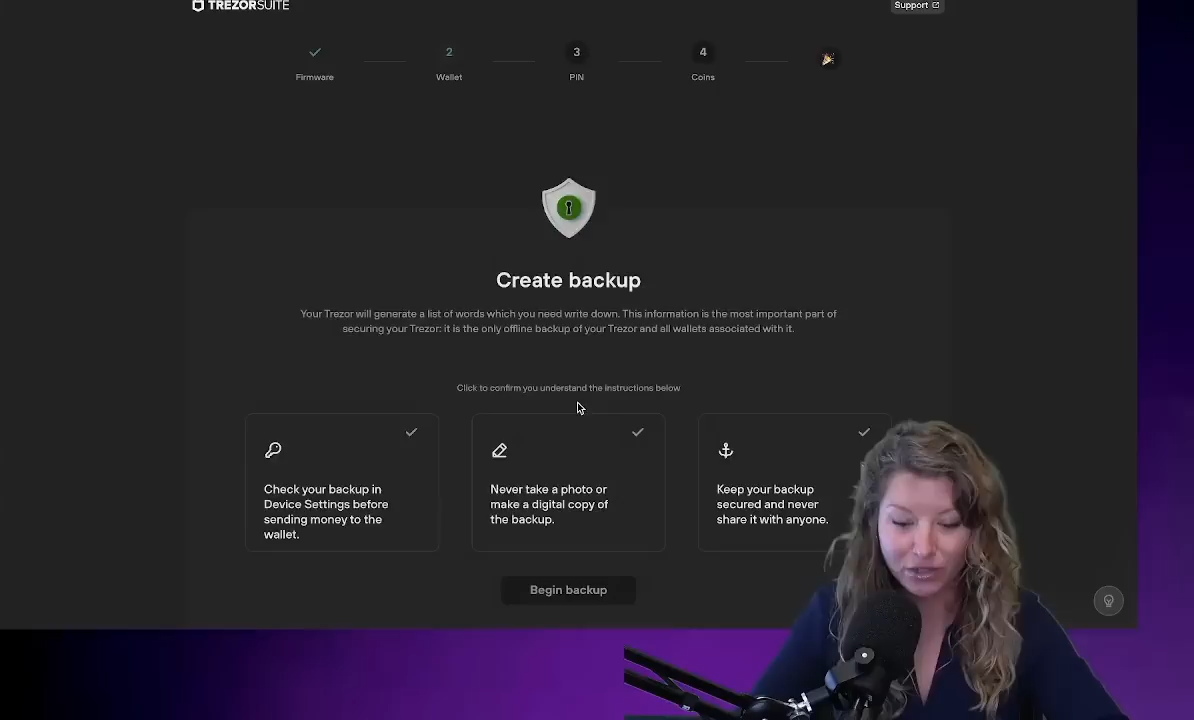 TREZOR SUITE
Support
2
3
4
Firmware
Wallet
PIN
Coins
Create backup
Your Trezor will generate a list of words which you need write down. This information is the most important part of
securing your Trezor: it is the only offline backup of your Trezor and all wallets associated with it.
Click to confirm you understand the instructions below
Check your backup in
Device Settings before
sending money to the
wallet.
Never take a photo or
make a digital copy of
the backup.
Keep your backup
secured and never
share it with anyone.
Begin backup